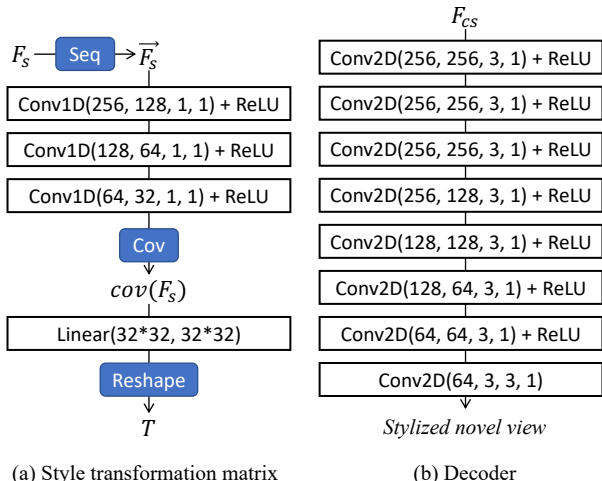 F_s Seq \vec{F_s}
Conv1D(256, 128, 1, 1) + ReLU
Conv1D(128, 64, 1, 1) + ReLU
Conv1D(64, 32, 1, 1) + ReLU
Cov
cov(F_s)
Linear(32*32, 32*32)
Reshape
T
(a) Style transformation matrix
F_{cs}
Conv2D(256, 256, 3, 1) + ReLU
Conv2D(256, 256, 3, 1) + ReLU
Conv2D(256, 256, 3, 1) + ReLU
Conv2D(256, 128, 3, 1) + ReLU
Conv2D(128, 128, 3, 1) + ReLU
Conv2D(128, 64, 3, 1) + ReLU
Conv2D(64, 64, 3, 1) + ReLU
Conv2D(64, 3, 3, 1)
Stylized novel view
(b) Decoder